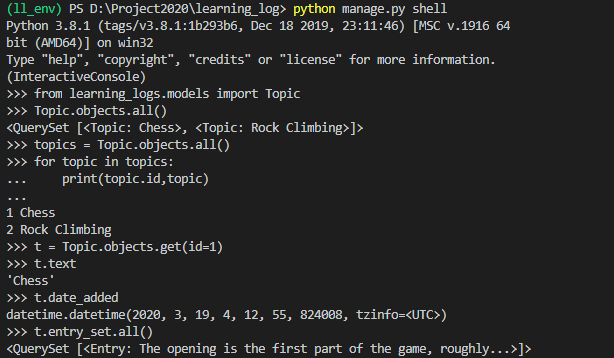 (ll_env) PS D:\Project2020\learning_log> python manage.py shell
Python 3.8.1 (tags/v3.8.1:1b293b6, Dec 18 2019, 23:11:46) [MSC v.1916 64
bit (AMD64)] on win32
Type "help", "copyright", "credits" or "license" for more information.
(InteractiveConsole)
>>> from learning_logs.models import Topic
>>> Topic.objects.all()
<QuerySet [<Topic: Chess>, <Topic: Rock Climbing>]>
>>> topics = Topic.objects.all()
>>> for topic in topics:
...     print(topic.id,topic)
...
1 Chess
2 Rock Climbing
>>> t = Topic.objects.get(id=1)
>>> t.text
'Chess'
>>> t.date_added
datetime.datetime(2020, 3, 19, 4, 12, 55, 824008, tzinfo=<UTC>)
>>> t.entry_set.all()
<QuerySet [<Entry: The opening is the first part of the game, roughly...>]>